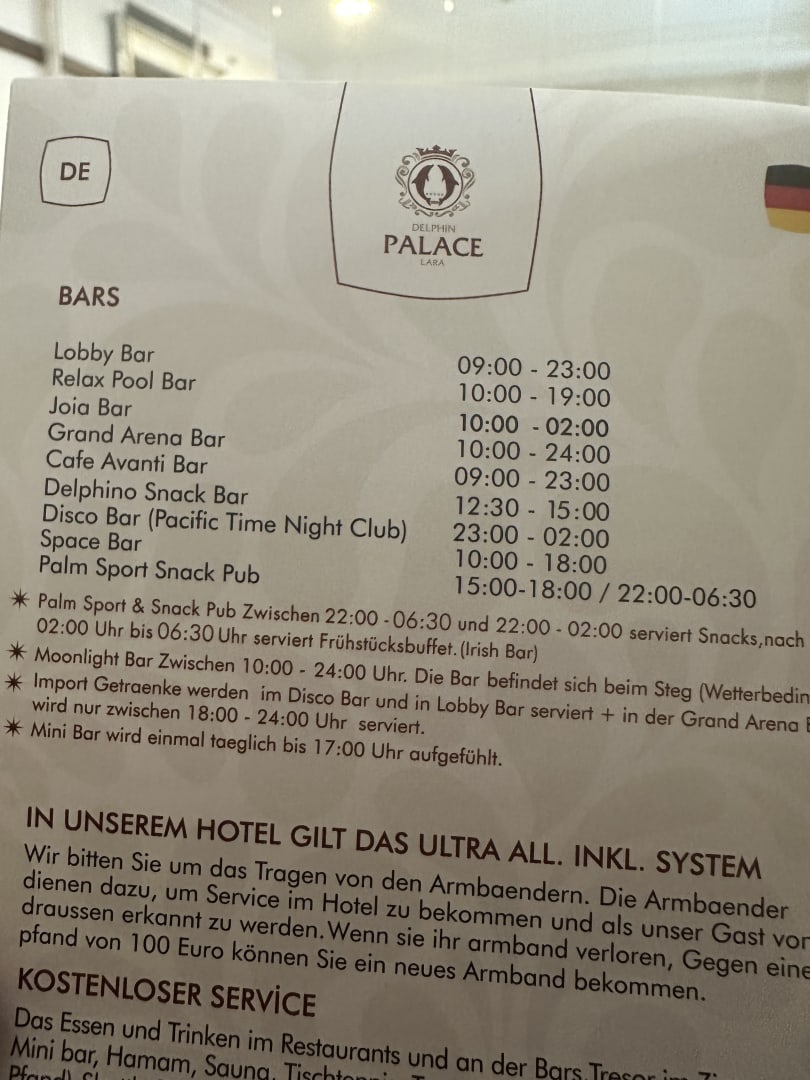 DE
DELPHIN
PALACE
LARA
BARS
Lobby Bar 09:00 - 23:00
Relax Pool Bar 10:00 - 19:00
Joia Bar 10:00 - 02:00
Grand Arena Bar 10:00 - 24:00
Cafe Avanti Bar 09:00 - 23:00
Delphino Snack Bar 12:30 - 15:00
Disco Bar (Pacific Time Night Club) 23:00 - 02:00
Space Bar 10:00 - 18:00
Palm Sport Snack Pub 15:00-18:00 / 22:00-06:30
✷ Palm Sport & Snack Pub Zwischen 22:00 - 06:30 und 22:00 - 02:00 serviert Snacks,nach
02:00 Uhr bis 06:30 Uhr serviert Frühstücksbuffet. (Irish Bar)
✷ Moonlight Bar Zwischen 10:00 - 24:00 Uhr. Die Bar befindet sich beim Steg (Wetterbedin
✷ Import Getraenke werden im Disco Bar und in Lobby Bar serviert + in der Grand Arena
wird nur zwischen 18:00 - 24:00 Uhr serviert.
✷ Mini Bar wird einmal taeglich bis 17:00 Uhr aufgefühlt.
IN UNSEREM HOTEL GILT DAS ULTRA ALL. INKL. SYSTEM
Wir bitten Sie um das Tragen von den Armbaendern. Die Armbaender
dienen dazu, um Service im Hotel zu bekommen und als unser Gast von
draussen erkannt zu werden. Wenn sie ihr armband verloren, Gegen eine
pfand von 100 Euro können Sie ein neues Armband bekommen.
KOSTENLOSER SERVİCE
Das Essen und Trinken im Restaurants und an der Bars,Tresor im
Mini bar, Hamam, Sauna,
Pfand)